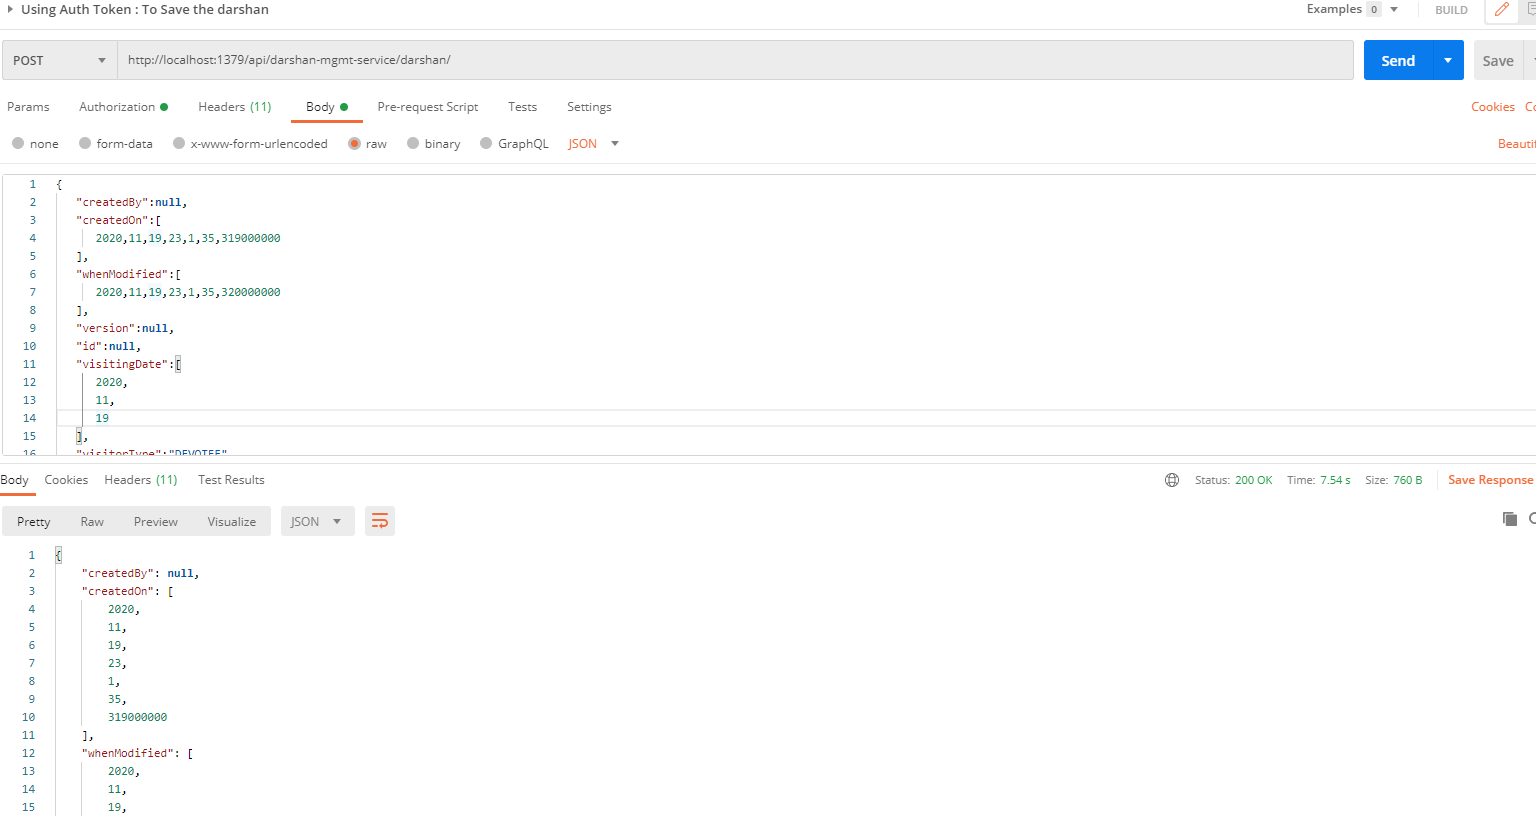 Using Auth Token : To Save the darshan Examples 0 BUILD
POST http://localhost:1379/api/darshan-mgmt-service/darshan/ Send Save
Params Authorization Headers (11) Body Pre-request Script Tests Settings Cookies
none form-data x-www-form-urlencoded raw binary GraphQL JSON
1 {
2 "createdBy":null,
3 "createdOn":[
4 2020,11,19,23,1,35,319000000
5 ],
6 "whenModified":[
7 2020,11,19,23,1,35,320000000
8 ],
9 "version":null,
10 "id":null,
11 "visitingDate":[
12 2020,
13 11,
14 19
15 ],
16 "visitorType":"DEVOTEE"
Body Cookies Headers (11) Test Results Status: 200 OK Time: 7.54 s Size: 760 B Save Response
Pretty Raw Preview Visualize JSON
1 {
2 "createdBy": null,
3 "createdOn": [
4 2020,
5 11,
6 19,
7 23,
8 1,
9 35,
10 319000000
11 ],
12 "whenModified": [
13 2020,
14 11,
15 19,